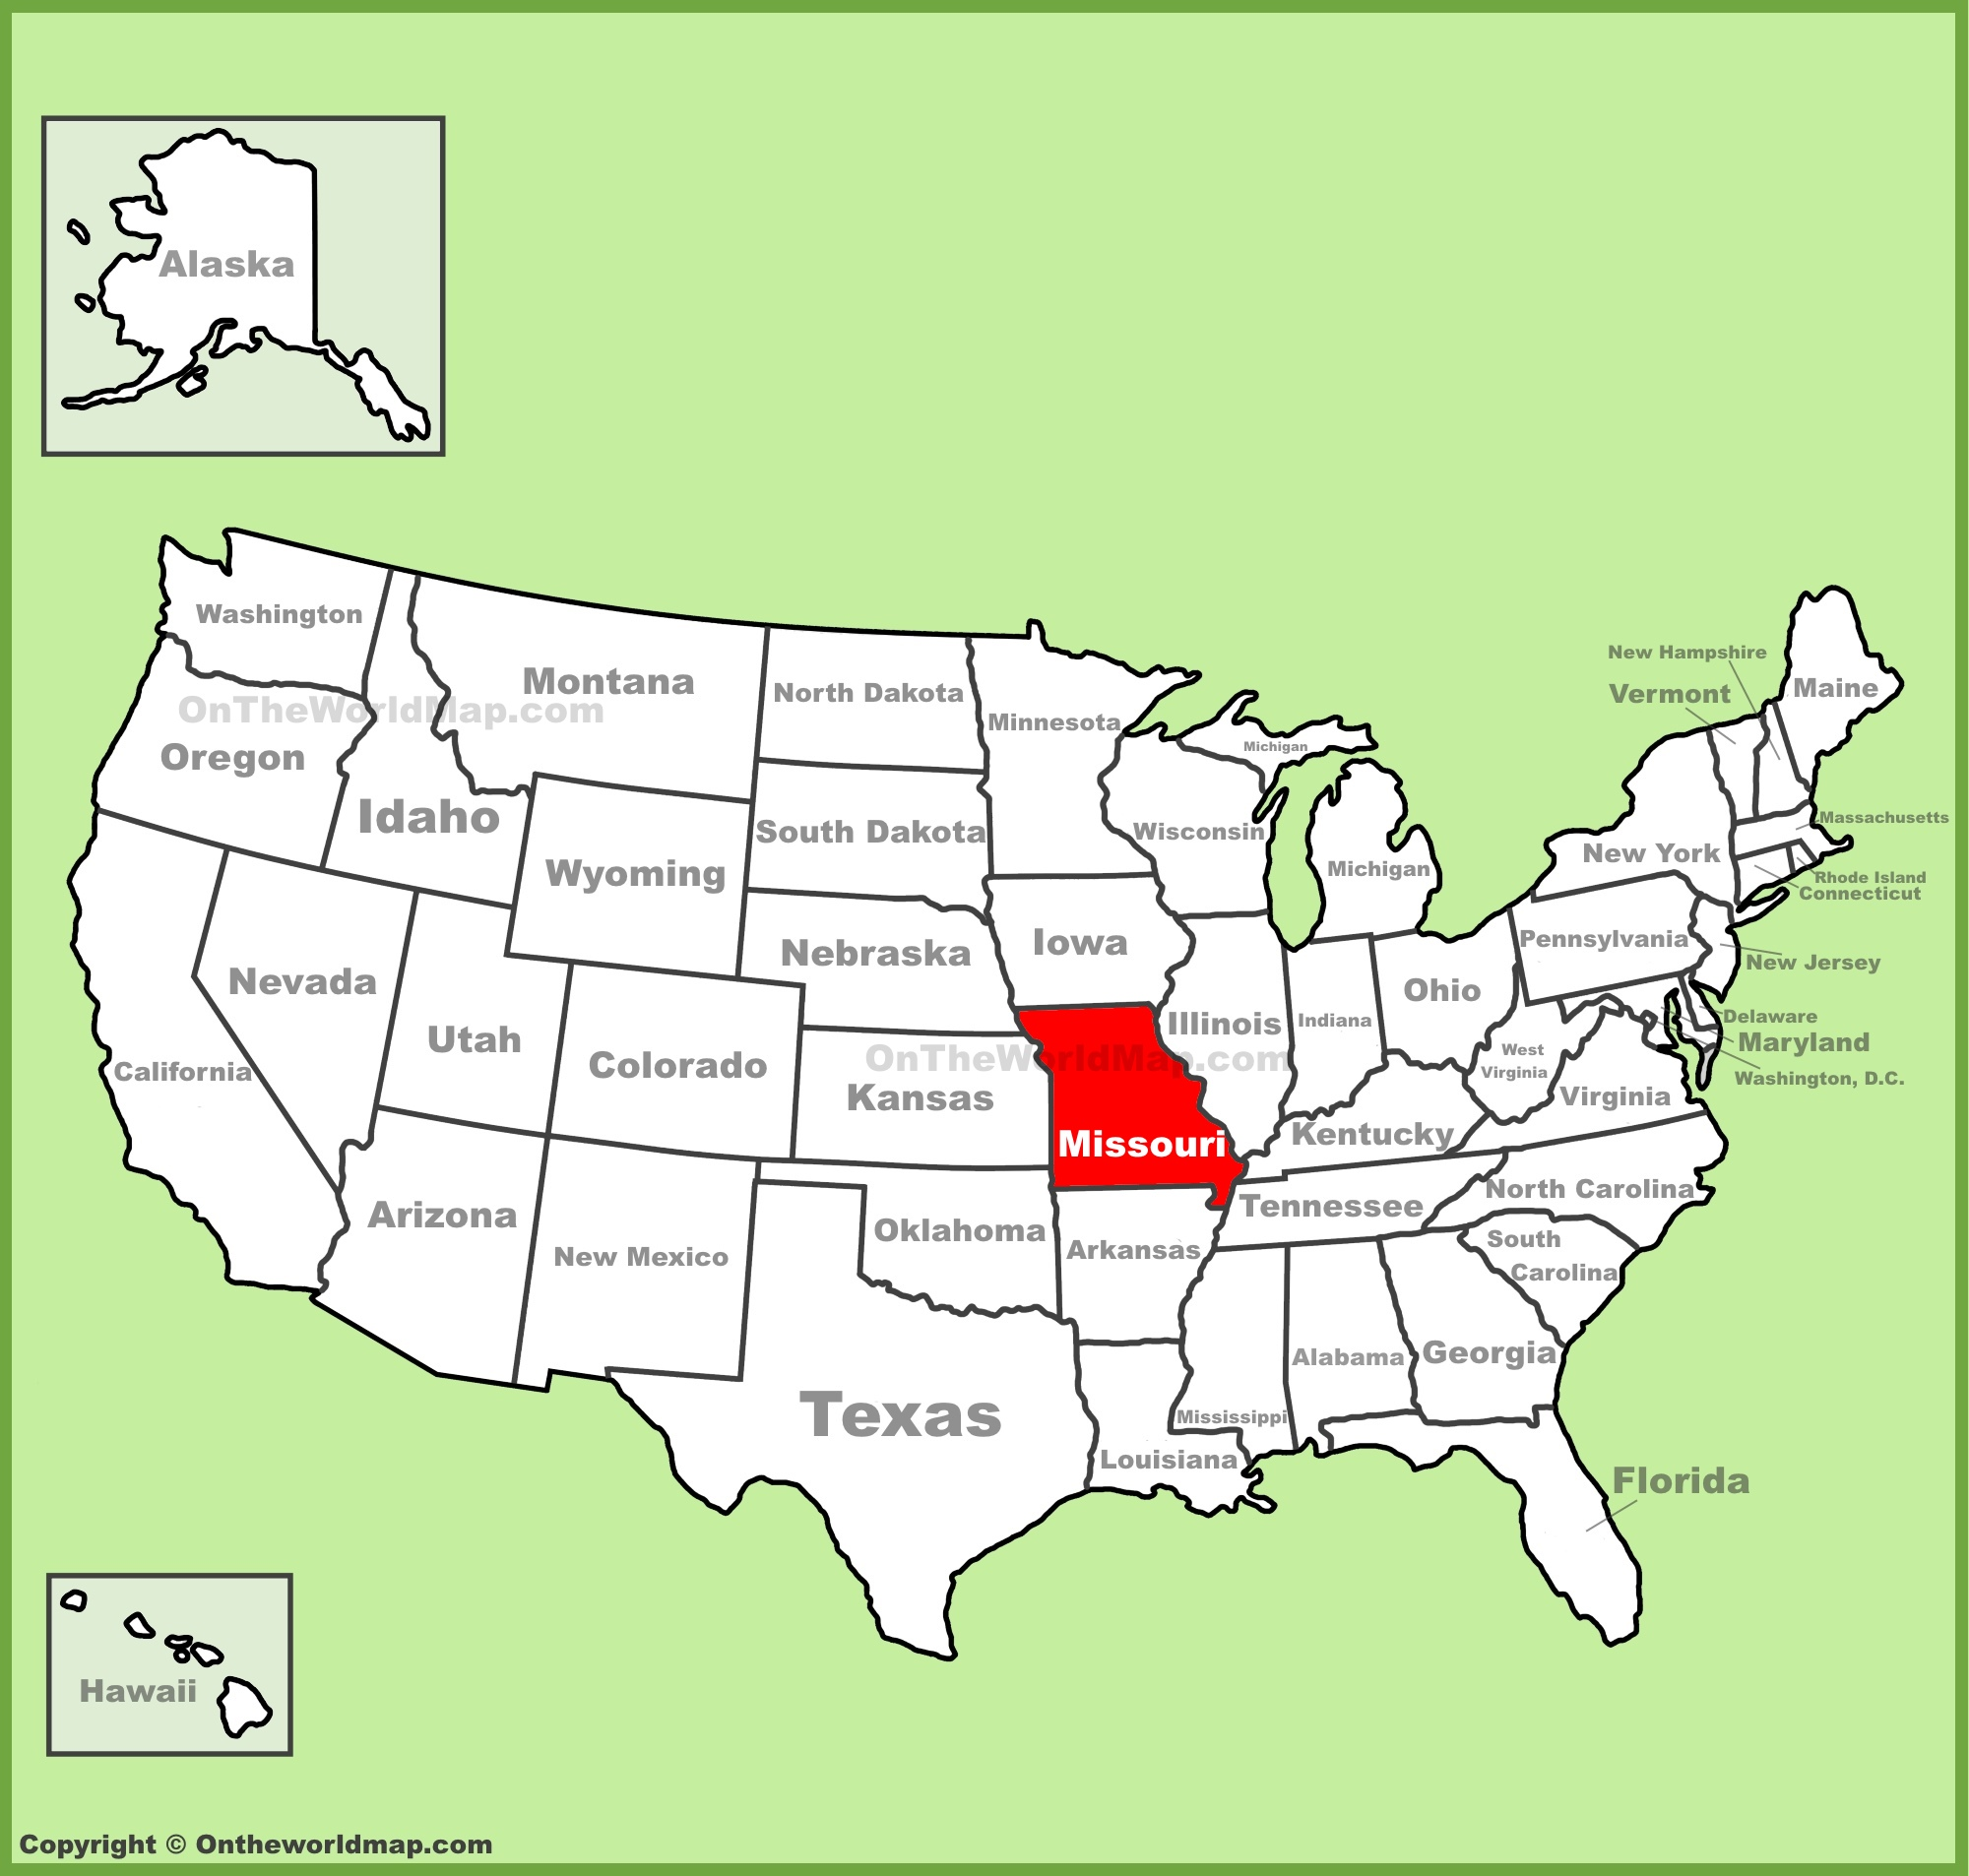 Alaska
Washington
New Hampshire
Montana
Vermont
Maine
North Dakota
OnTheWorldMap.com
Minnesota
Michigan
Oregon
Idaho
Massachusetts
South Dakota
Wisconsin
New York
Michigan
Wyoming
Rhode Island
Connecticut
Pennsylvania
Iowa
Nebraska
New Jersey
Nevada
Ohio
Delaware
Indiana
Illinois
Utah
Maryland
West
Virginia
OnTheWorldMap.com
Colorado
California
Washington, D.C.
Kansas
Virginia
Kentucky
Missouri
North Carolina
Tennessee
Arizona
Oklahoma
South
Carolina
Arkansas
New Mexico
Georgia
Alabama
Texas
Mississippi
Louisiana
Florida
Hawaii
Copyright © Ontheworldmap.com